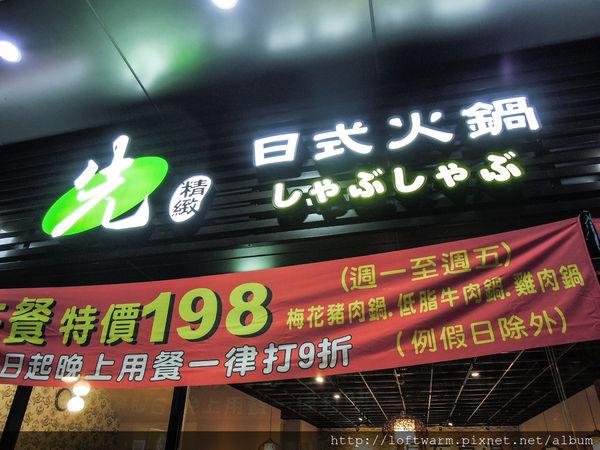 先
精緻
日式火鍋
しゃぶしゃぶ
餐 特價198
(週一至週五)
梅花豬肉鍋.低脂牛肉鍋.雞肉鍋
(例假日除外)
日起晚上用餐一律打9折
http://loftwarm.pixnet.net/album